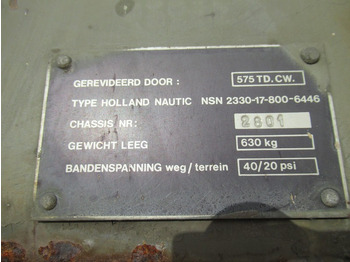 GEREVIDEERD DOOR : 575 TD. CW.
TYPE HOLLAND NAUTIC NSN 2330-17-800-6446
CHASSIS NR: 2601
GEWICHT LEEG 630 kg
BANDENSPANNING weg / terrein 40/20 psi